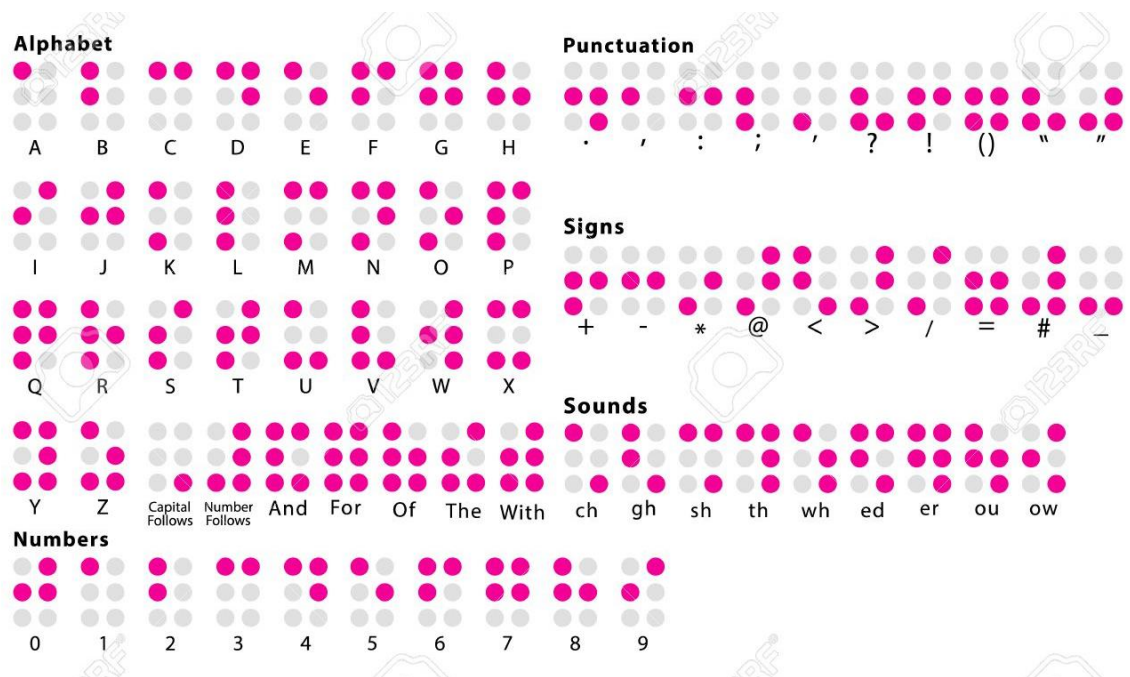 Alphabet
A B C D E F G H
I J K L M N O P
Q R S T U V W X
Y Z Capital Follows Number Follows And For Of The With
Numbers
0 1 2 3 4 5 6 7 8 9
Punctuation
. , : ; ' ? ! () " "
Signs
+ - * @ < > / = # _
Sounds
ch gh sh th wh ed er ou ow
123RF